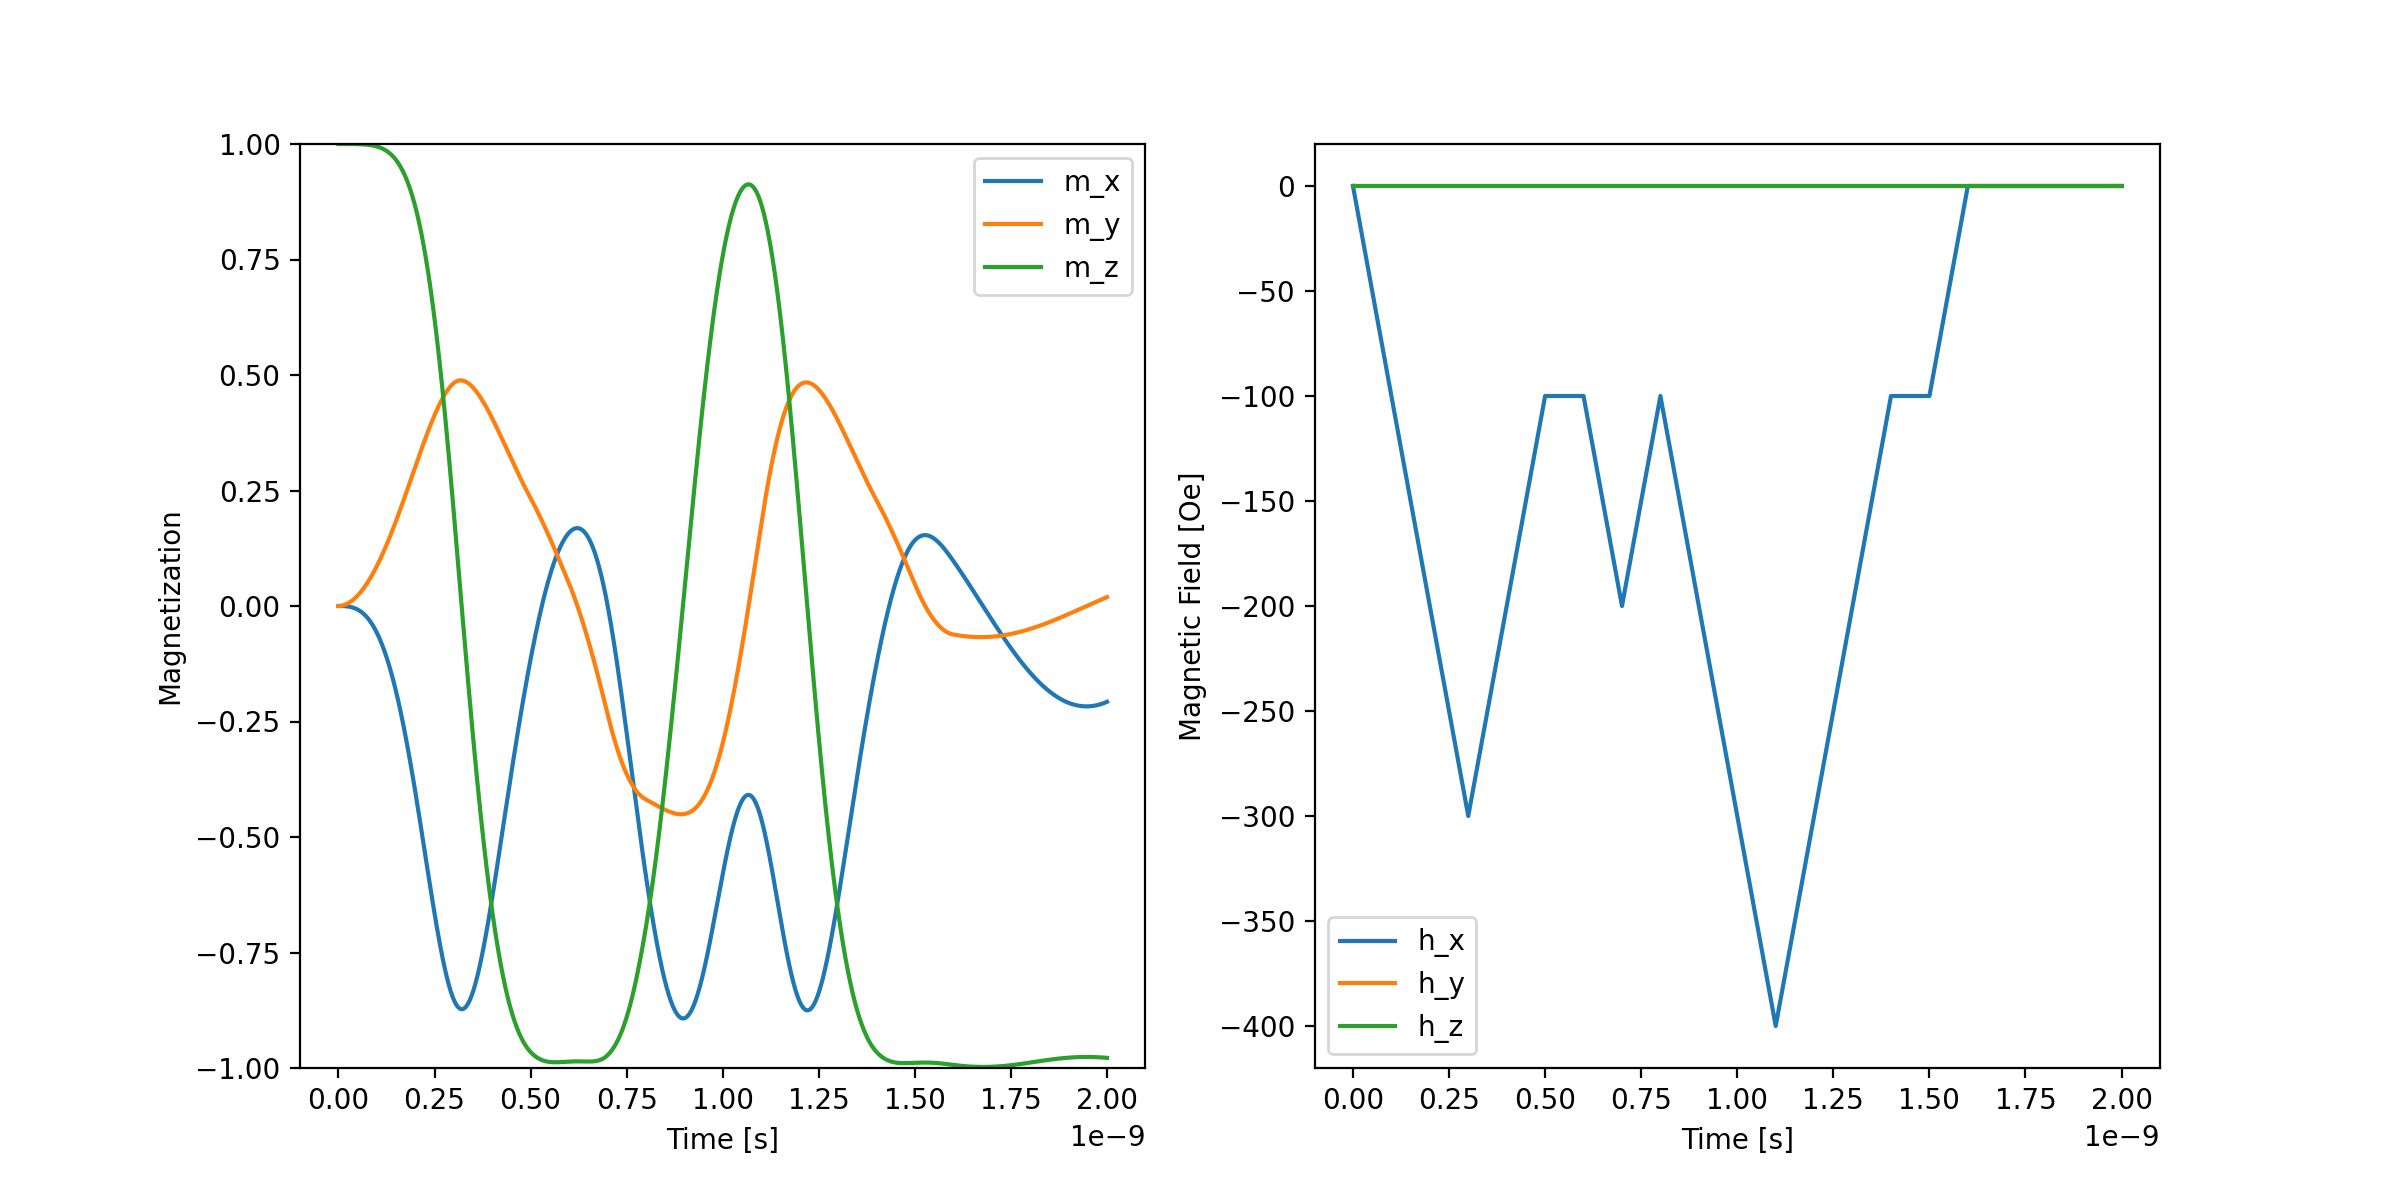 Magnetization
1.00
0.75
0.50
0.25
0.00
−0.25
−0.50
−0.75
−1.00
m_x
m_y
m_z
0.00 0.25 0.50 0.75 1.00 1.25 1.50 1.75 2.00
Time [s]
1e−9
Magnetic Field [Oe]
0
−50
−100
−150
−200
−250
−300
−350
−400
h_x
h_y
h_z
0.00 0.25 0.50 0.75 1.00 1.25 1.50 1.75 2.00
Time [s]
1e−9